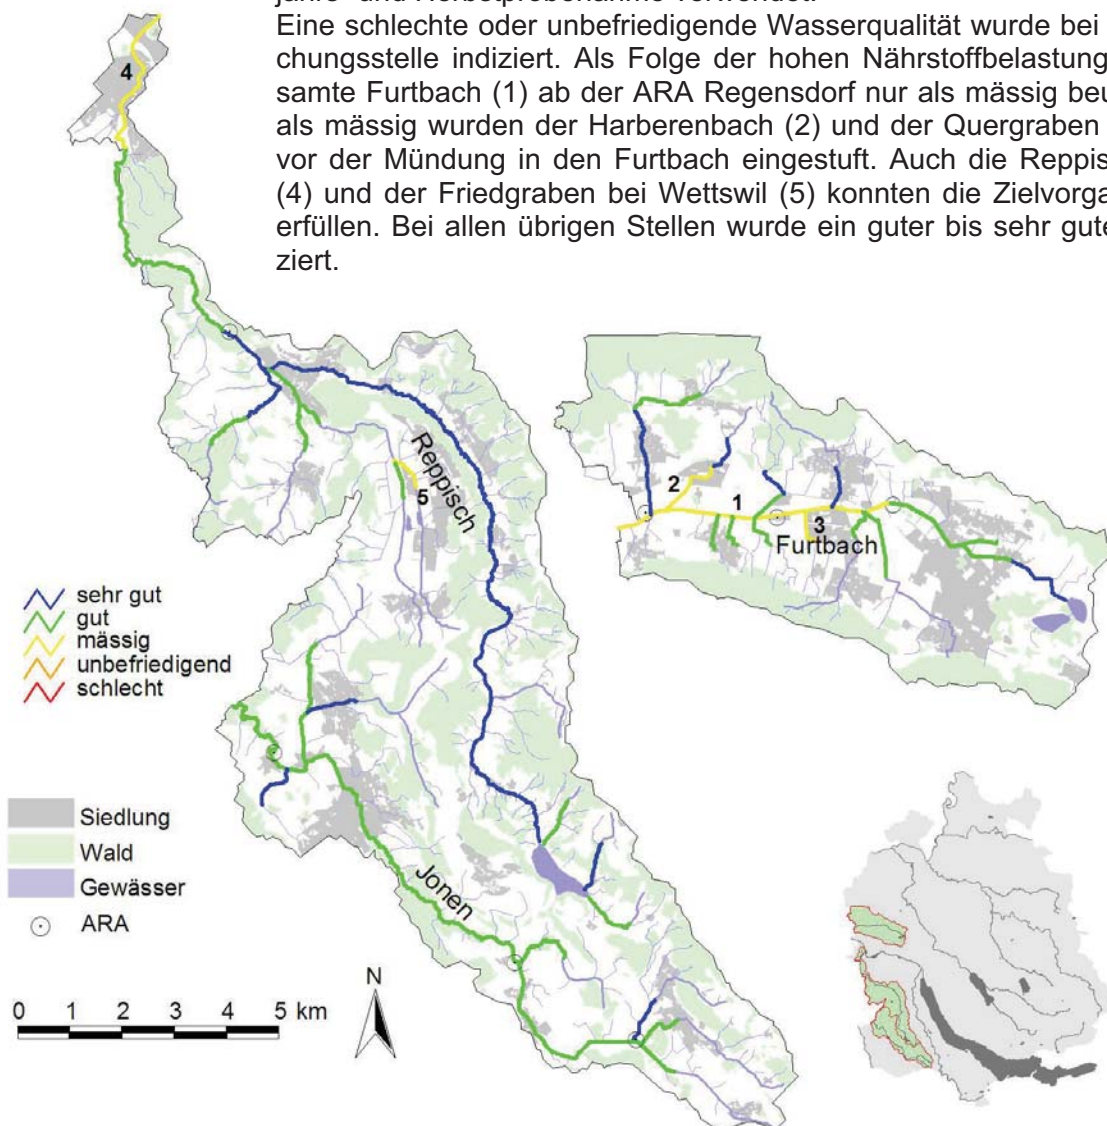 jahrs- und Herbstprobenahme verwendet.
Eine schlechte oder unbefriedigende Wasserqualität wurde bei
chungsstelle indiziert. Als Folge der hohen Nährstoffbelastung
samte Furtbach (1) ab der ARA Regensdorf nur als mässig beu
als mässig wurden der Harberenbach (2) und der Quergraben
vor der Mündung in den Furtbach eingestuft. Auch die Reppis
(4) und der Friedgraben bei Wettswil (5) konnten die Zielvorga
erfüllen. Bei allen übrigen Stellen wurde ein guter bis sehr gute
ziert.
4
Reppisch
5
2
1
3
Furtbach
sehr gut
gut
mässig
unbefriedigend
schlecht
Siedlung
Wald
Gewässer
ARA
Jonen
0 1 2 3 4 5 km
N